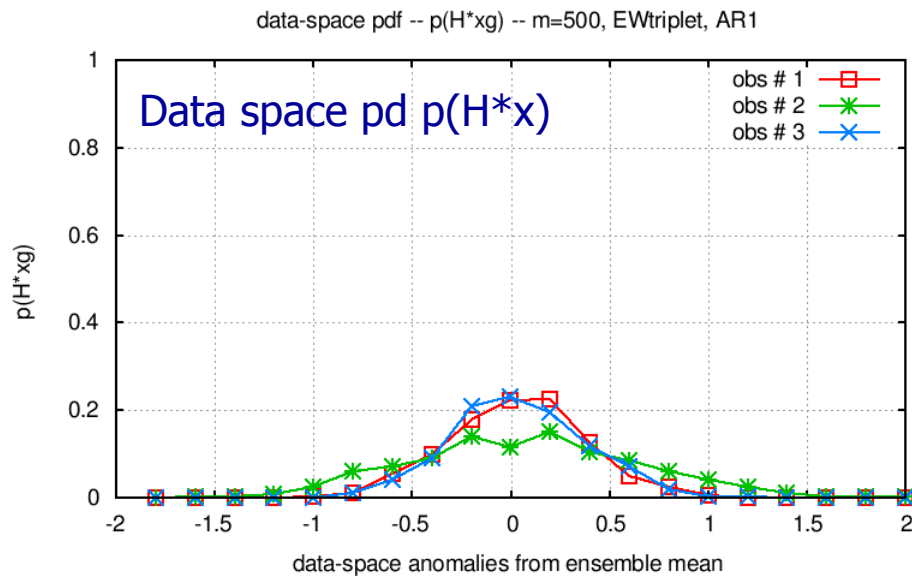 data-space pdf -- p(H*xg) -- m=500, EWtriplet, AR1
Data space pd p(H*x)
obs # 1
obs # 2
obs # 3
p(H*xg)
1
0.8
0.6
0.4
0.2
0
-2 -1.5 -1 -0.5 0 0.5 1 1.5 2
data-space anomalies from ensemble mean